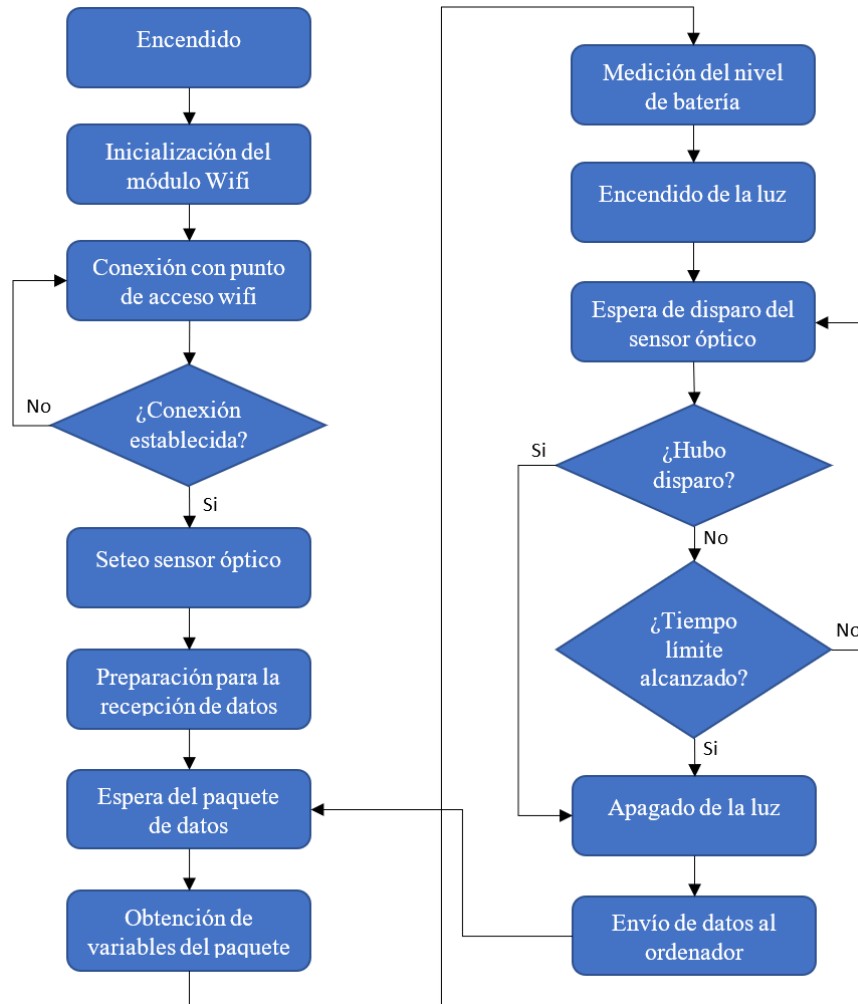 Encendido
Inicialización del
módulo Wifi
Conexión con punto
de acceso wifi
No
¿Conexión
establecida?
Si
Seteo sensor óptico
Preparación para la
recepción de datos
Espera del paquete
de datos
Obtención de
variables del paquete
Medición del nivel
de batería
Encendido de la luz
Espera de disparo del
sensor óptico
Si
¿Hubo
disparo?
No
¿Tiempo
límite
alcanzado?
No
Si
Apagado de la luz
Envío de datos al
ordenador